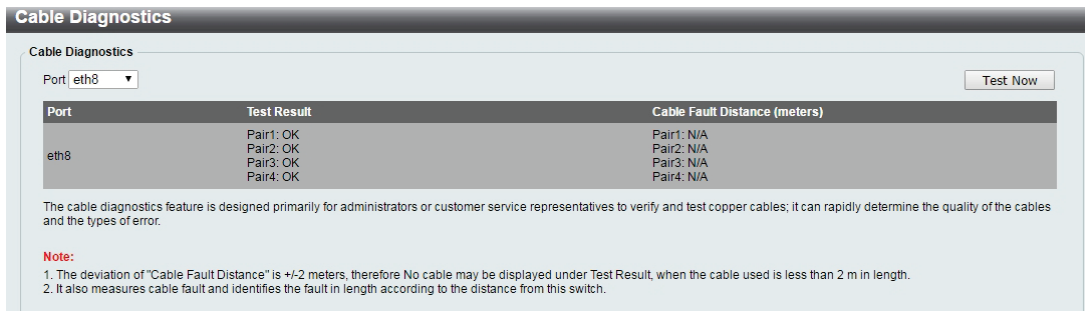 Cable Diagnostics
Cable Diagnostics
Port eth8 Test Now
Port Test Result Cable Fault Distance (meters)
eth8
Pair1: OK Pair1: N/A
Pair2: OK Pair2: N/A
Pair3: OK Pair3: N/A
Pair4: OK Pair4: N/A
The cable diagnostics feature is designed primarily for administrators or customer service representatives to verify and test copper cables; it can rapidly determine the quality of the cables
and the types of error.
Note:
1. The deviation of "Cable Fault Distance" is +/-2 meters, therefore No cable may be displayed under Test Result, when the cable used is less than 2 m in length.
2. It also measures cable fault and identifies the fault in length according to the distance from this switch.